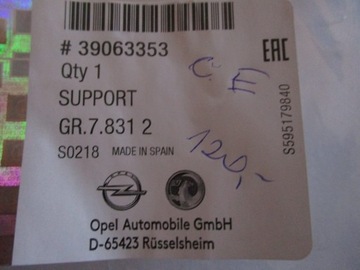 # 39063353
EAC
Qty 1
C E
SUPPORT
GR.7.831 2
120,-
S0218 MADE IN SPAIN
S595179840
Opel Automobile GmbH
D-65423 Rüsselsheim